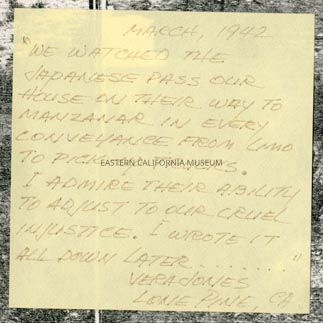 MARCH, 1942
"WE WATCHED THE
JAPANESE PASS OUR
HOUSE ON THEIR WAY TO
MANZANAR IN EVERY
CONVEYANCE FROM LIMO
EASTERN CALIFORNIA MUSEUM
TO PICKUP TRUCKS.
I ADMIRE THEIR ABILITY
TO ADJUST TO OUR CRUEL
INJUSTICE. I WROTE IT
ALL DOWN LATER . . . . . . ."
VERA JONES
LONE PINE, CA.